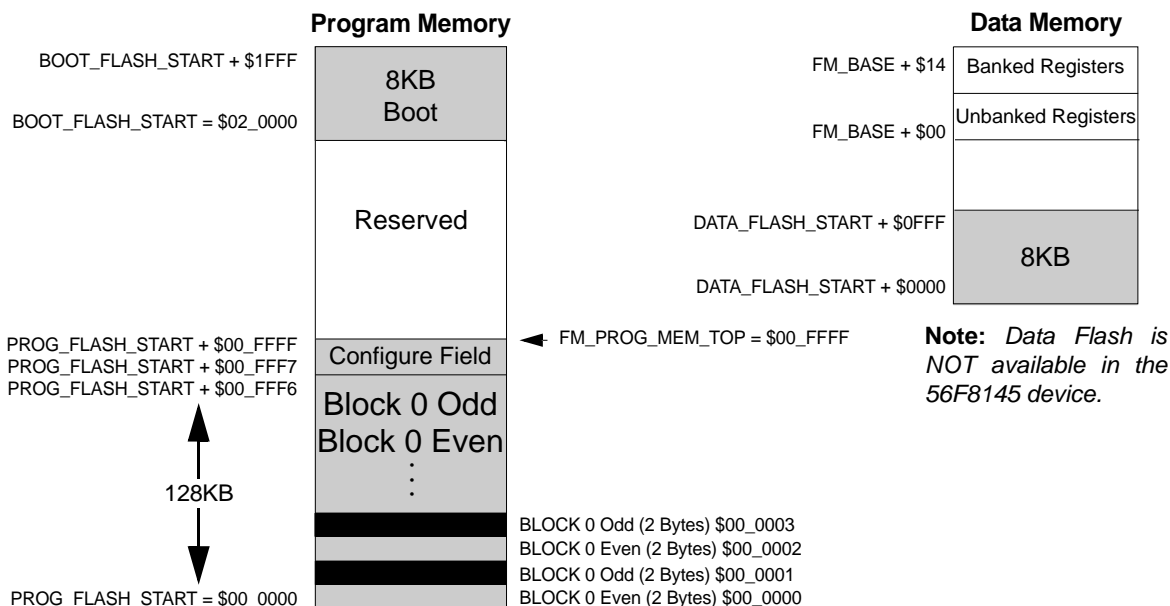 Program Memory
BOOT_FLASH_START + $1FFF
8KB
Boot
BOOT_FLASH_START = $02_0000
Reserved
PROG_FLASH_START + $00_FFFF
PROG_FLASH_START + $00_FFF7
PROG_FLASH_START + $00_FFF6
Configure Field
FM_PROG_MEM_TOP = $00_FFFF
Block 0 Odd
Block 0 Even
128KB
BLOCK 0 Odd (2 Bytes) $00_0003
BLOCK 0 Even (2 Bytes) $00_0002
BLOCK 0 Odd (2 Bytes) $00_0001
BLOCK 0 Even (2 Bytes) $00_0000
PROG_FLASH_START = $00_0000
Data Memory
FM_BASE + $14
Banked Registers
Unbanked Registers
FM_BASE + $00
DATA_FLASH_START + $0FFF
8KB
DATA_FLASH_START + $0000
Note: Data Flash is
NOT available in the
56F8145 device.